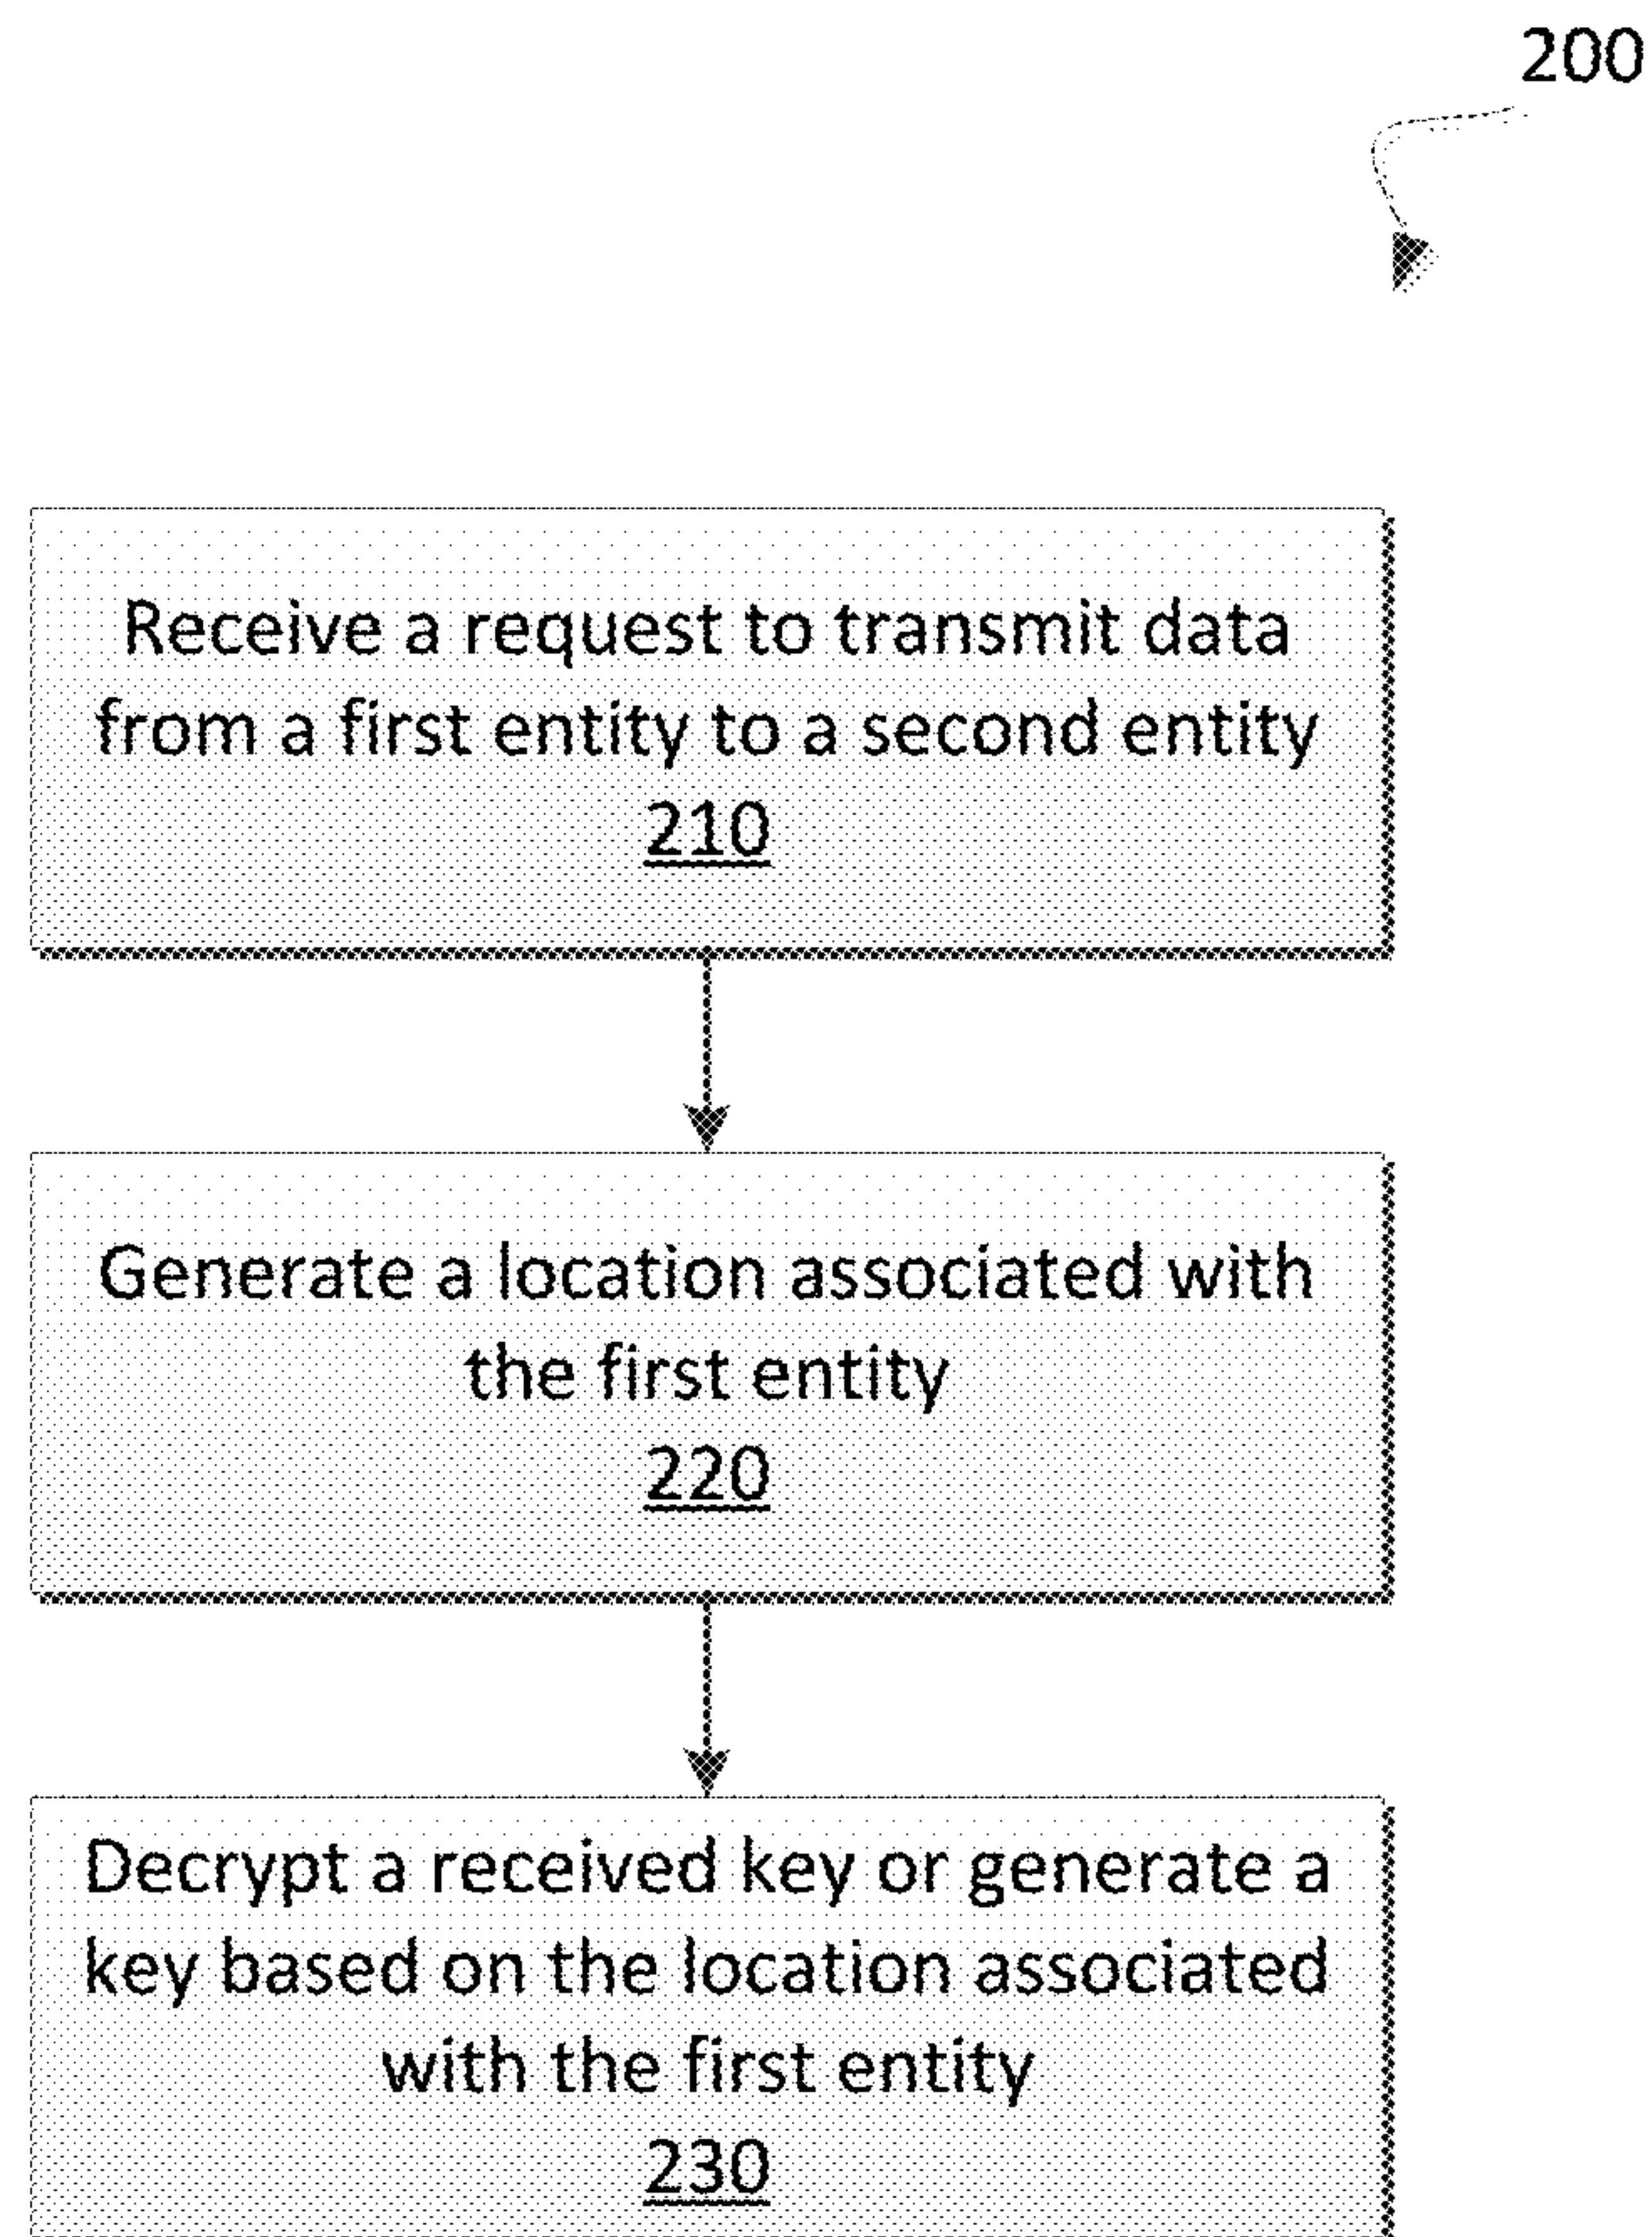 200
Receive a request to transmit data
from a first entity to a second entity
210
Generate a location associated with
the first entity
220
Decrypt a received key or generate a
key based on the location associated
with the first entity
230